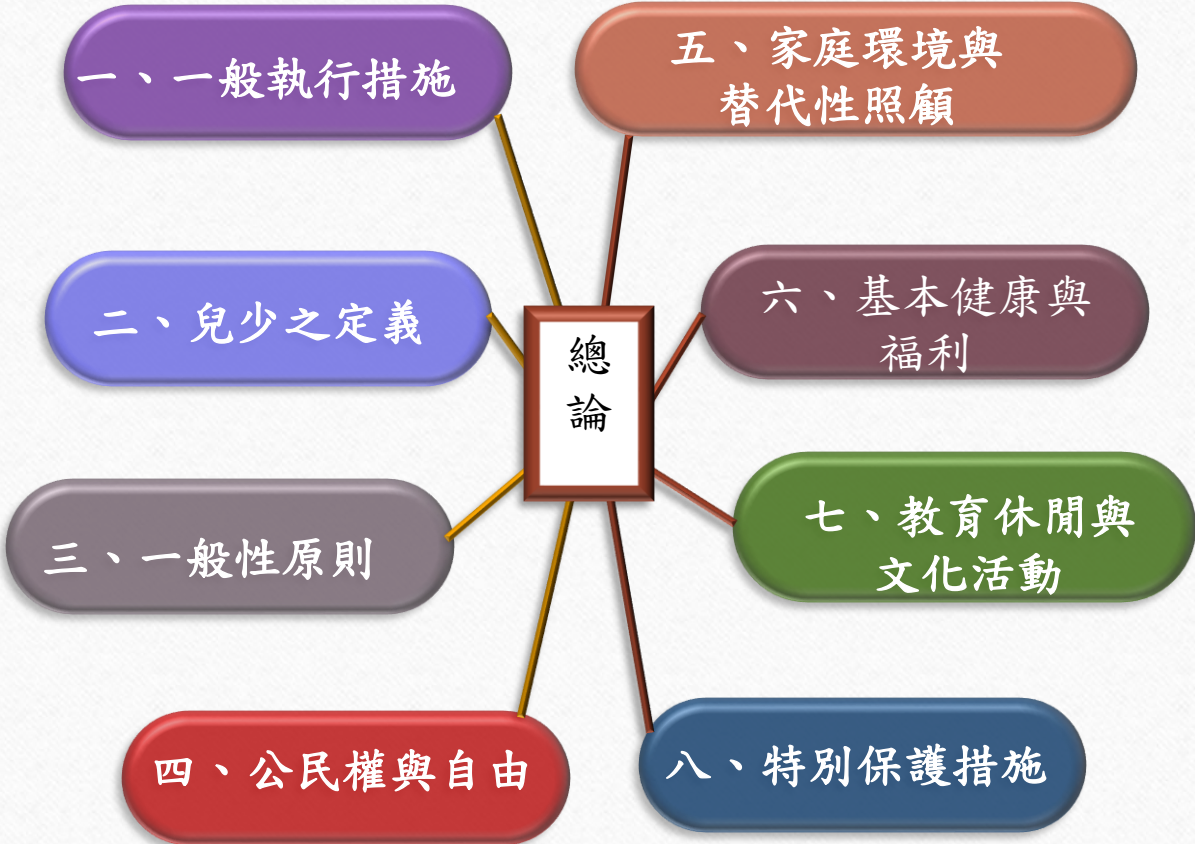 一、一般執行措施
二、兒少之定義
三、一般性原則
四、公民權與自由
總
論
五、家庭環境與
替代性照顧
六、基本健康與
福利
七、教育休閒與
文化活動
八、特別保護措施